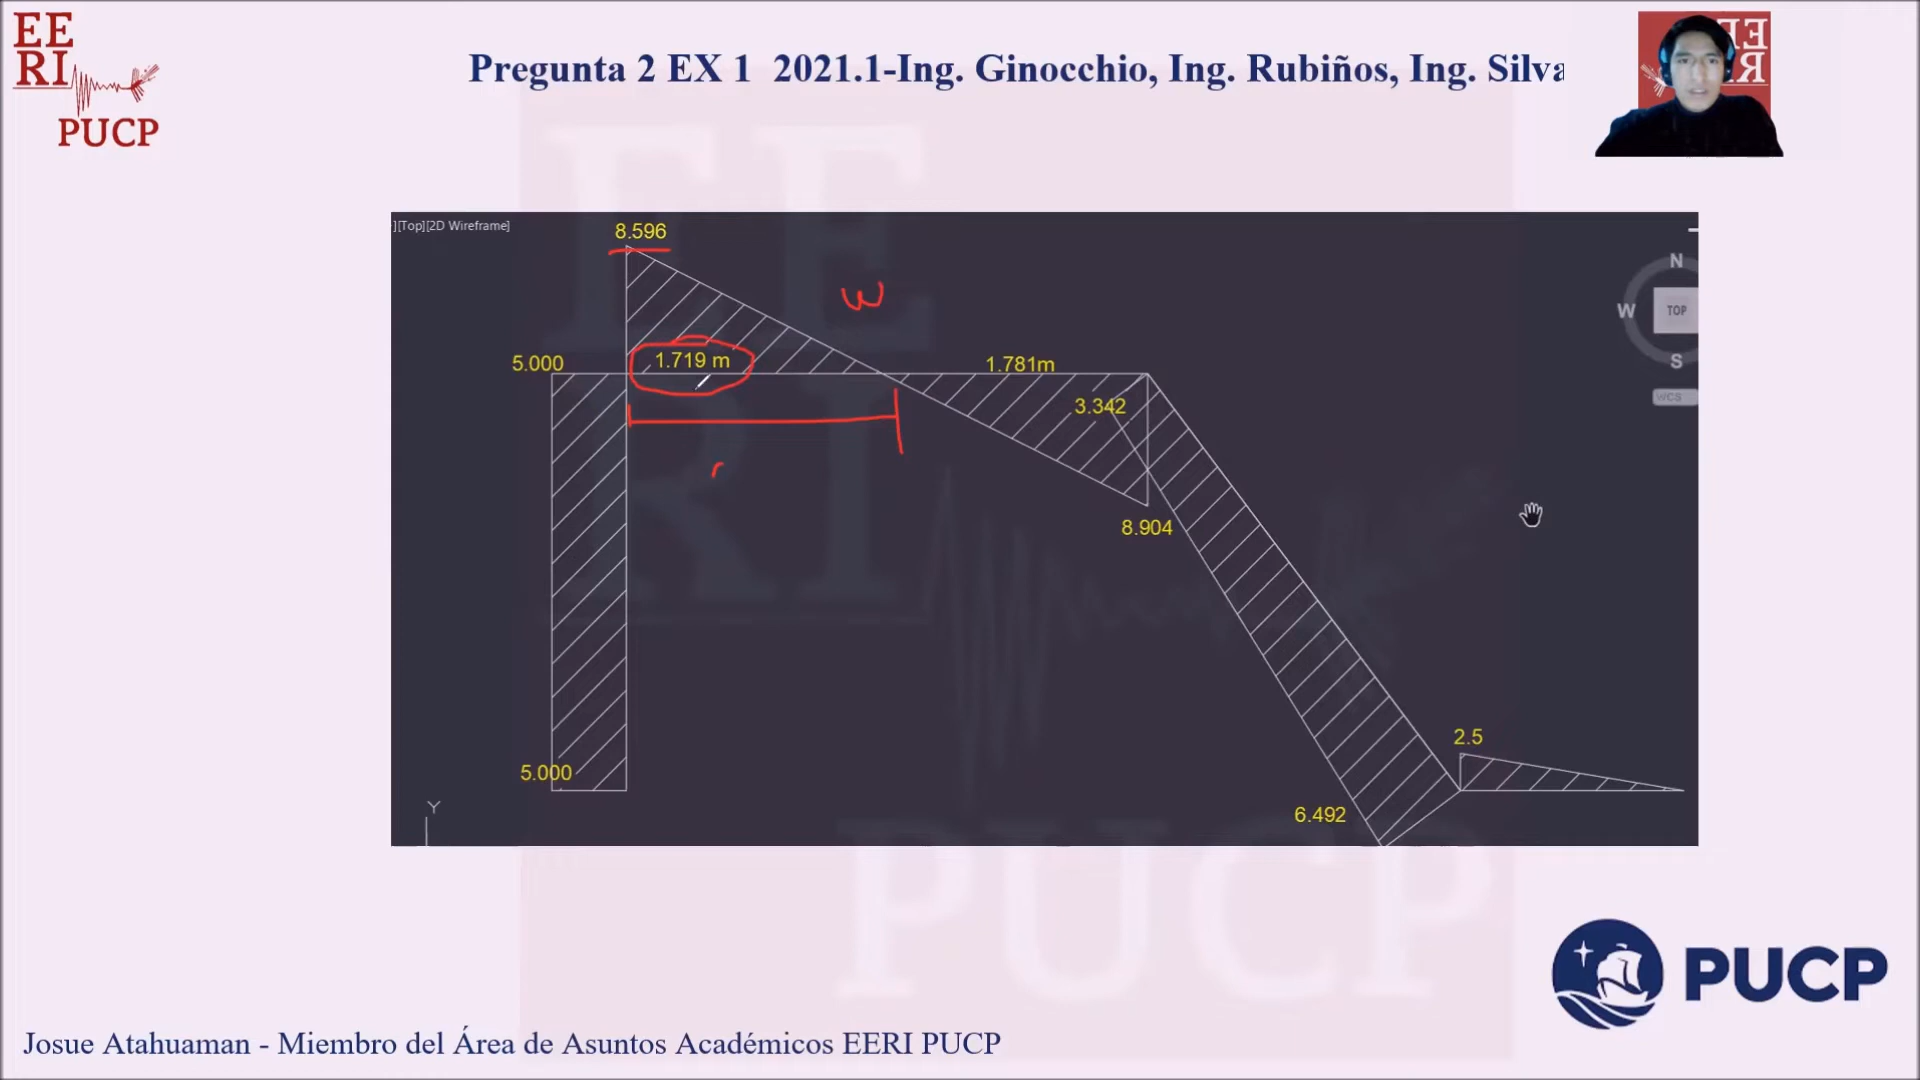 EE
RI
PUCP
Pregunta 2 EX 1 2021.1-Ing. Ginocchio, Ing. Rubiños, Ing. Silva
][Top][2D Wireframe]
8.596
ω
N
W
TOP
S
WCS
5.000
1.719 m
1.781m
3.342
r
8.904
2.5
5.000
6.492
Y
PUCP
Josue Atahuaman - Miembro del Área de Asuntos Académicos EERI PUCP